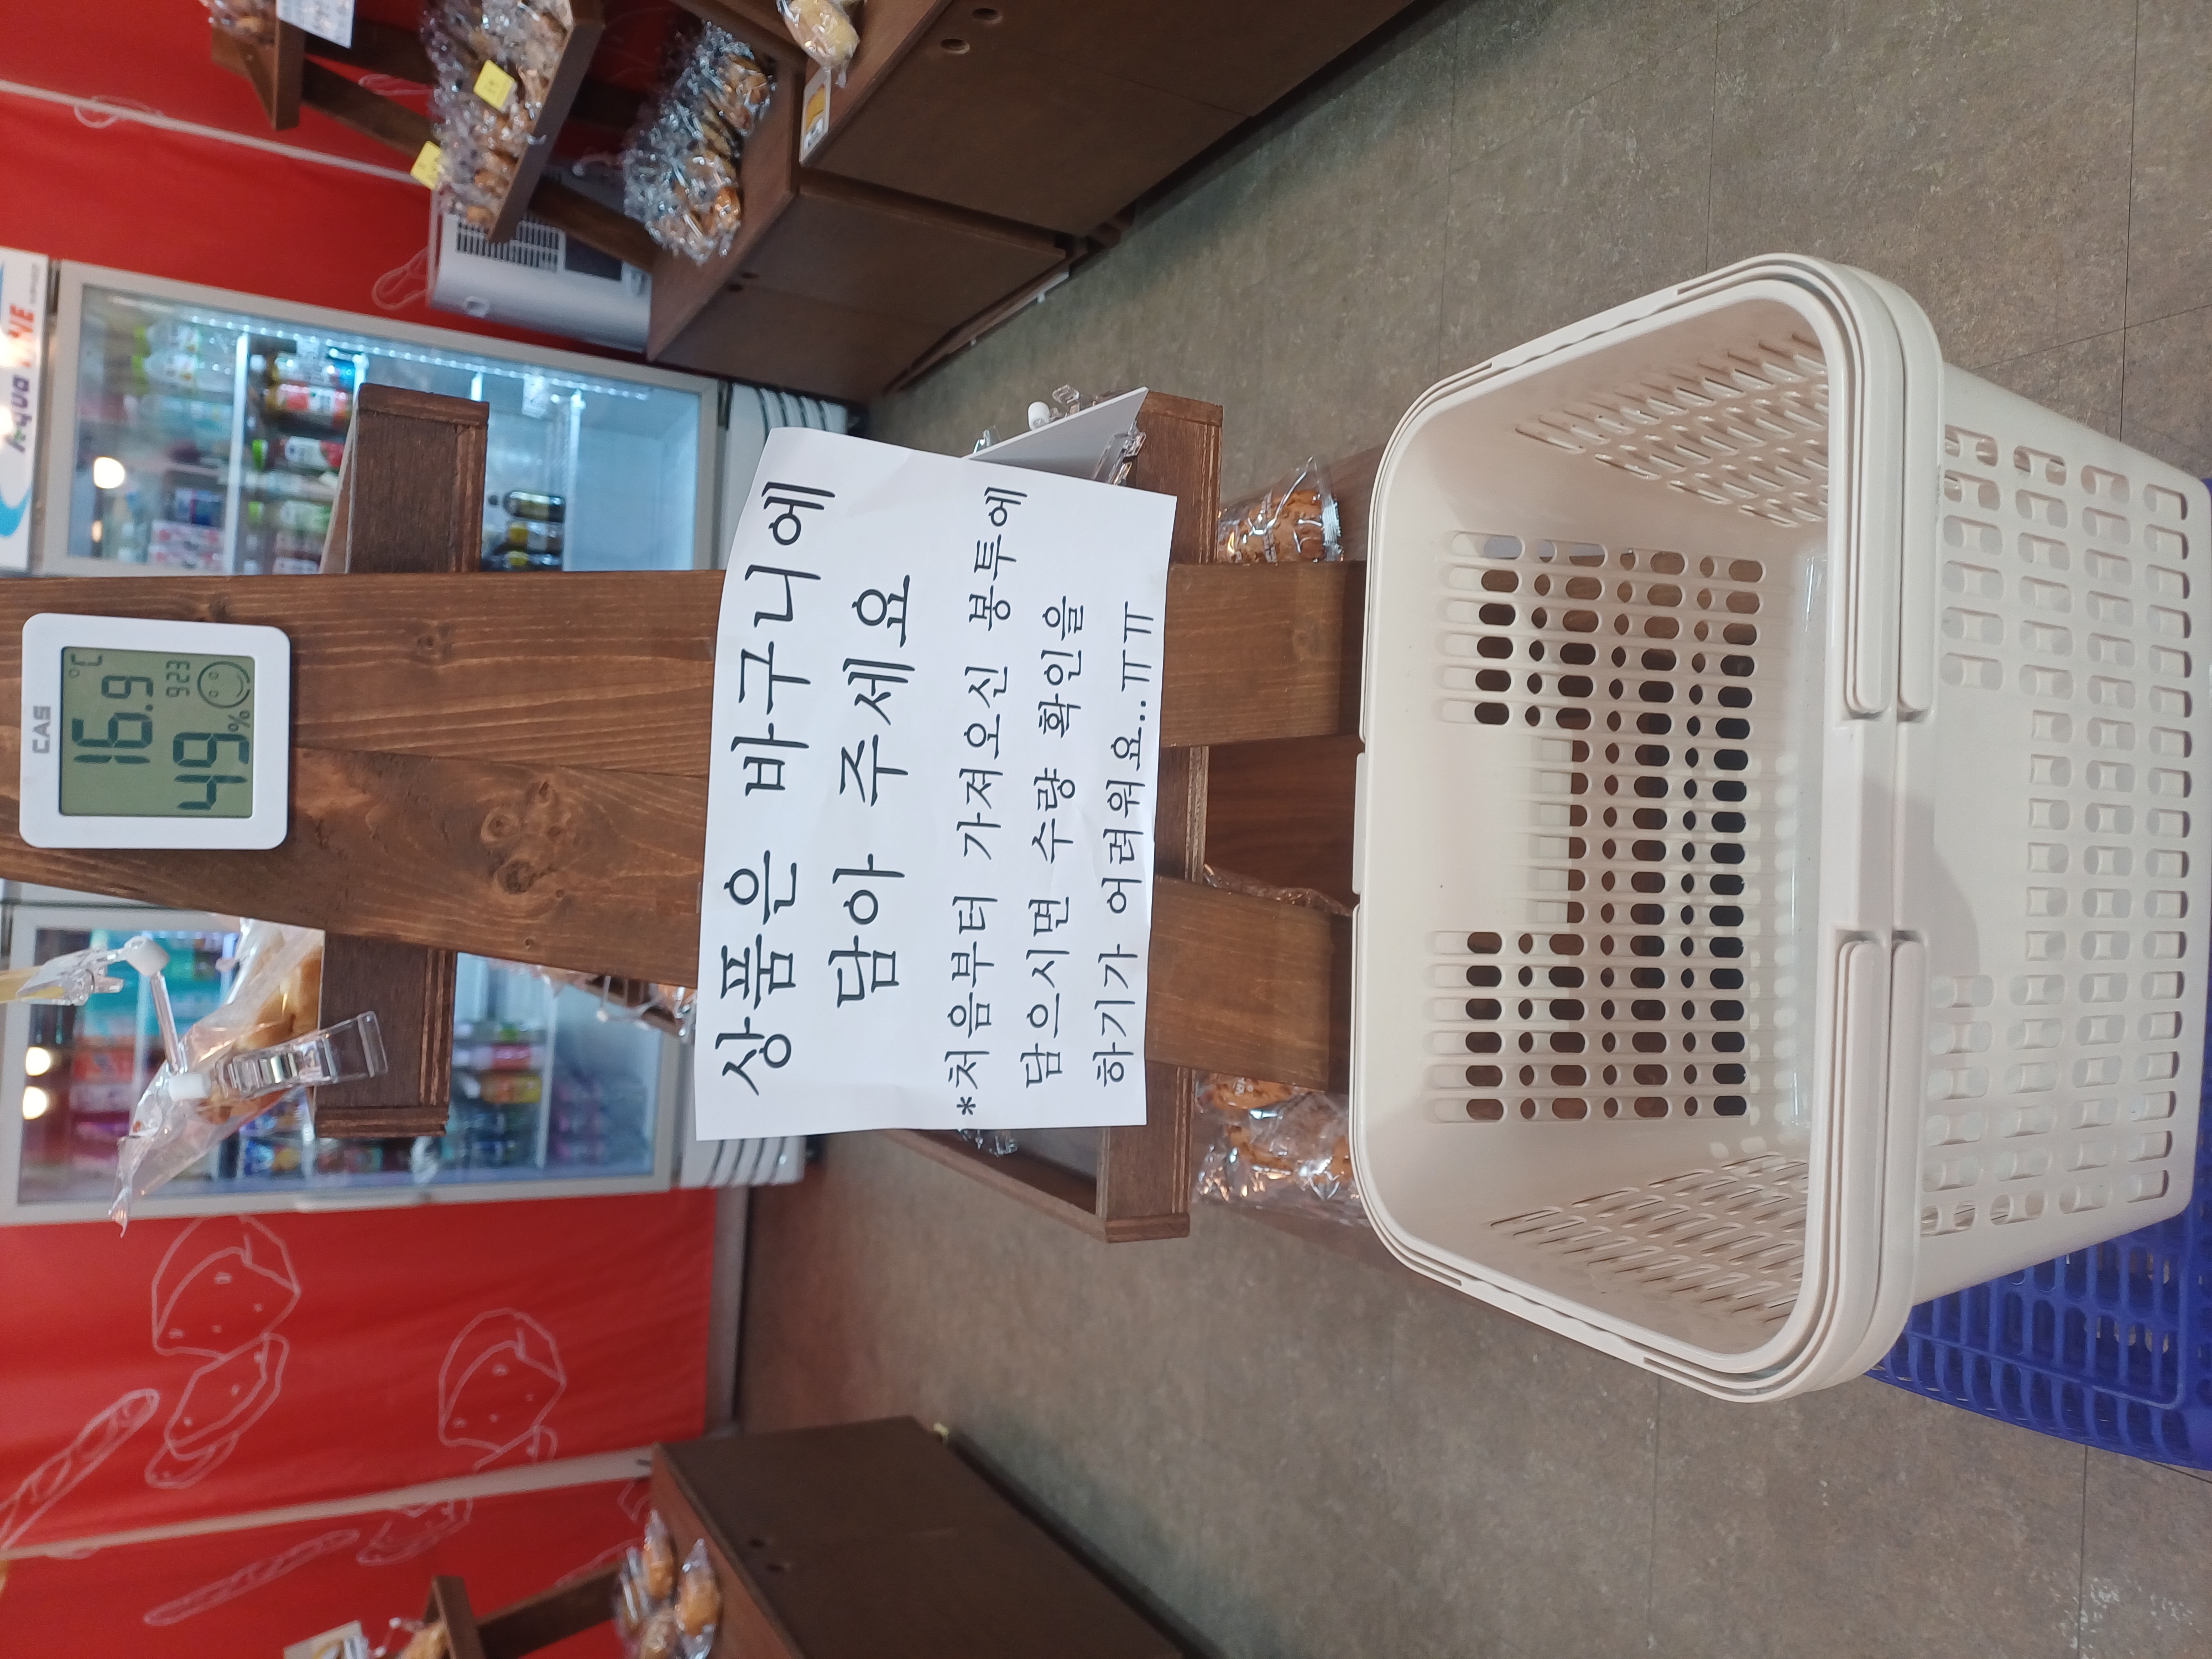 CAS
16.9 °C
49 % 9:23
상품은 바구니에
담아 주세요
*처음부터 가져오신 봉투에
담으시면 수량 확인을
하기가 어려워요..ㅠㅠ